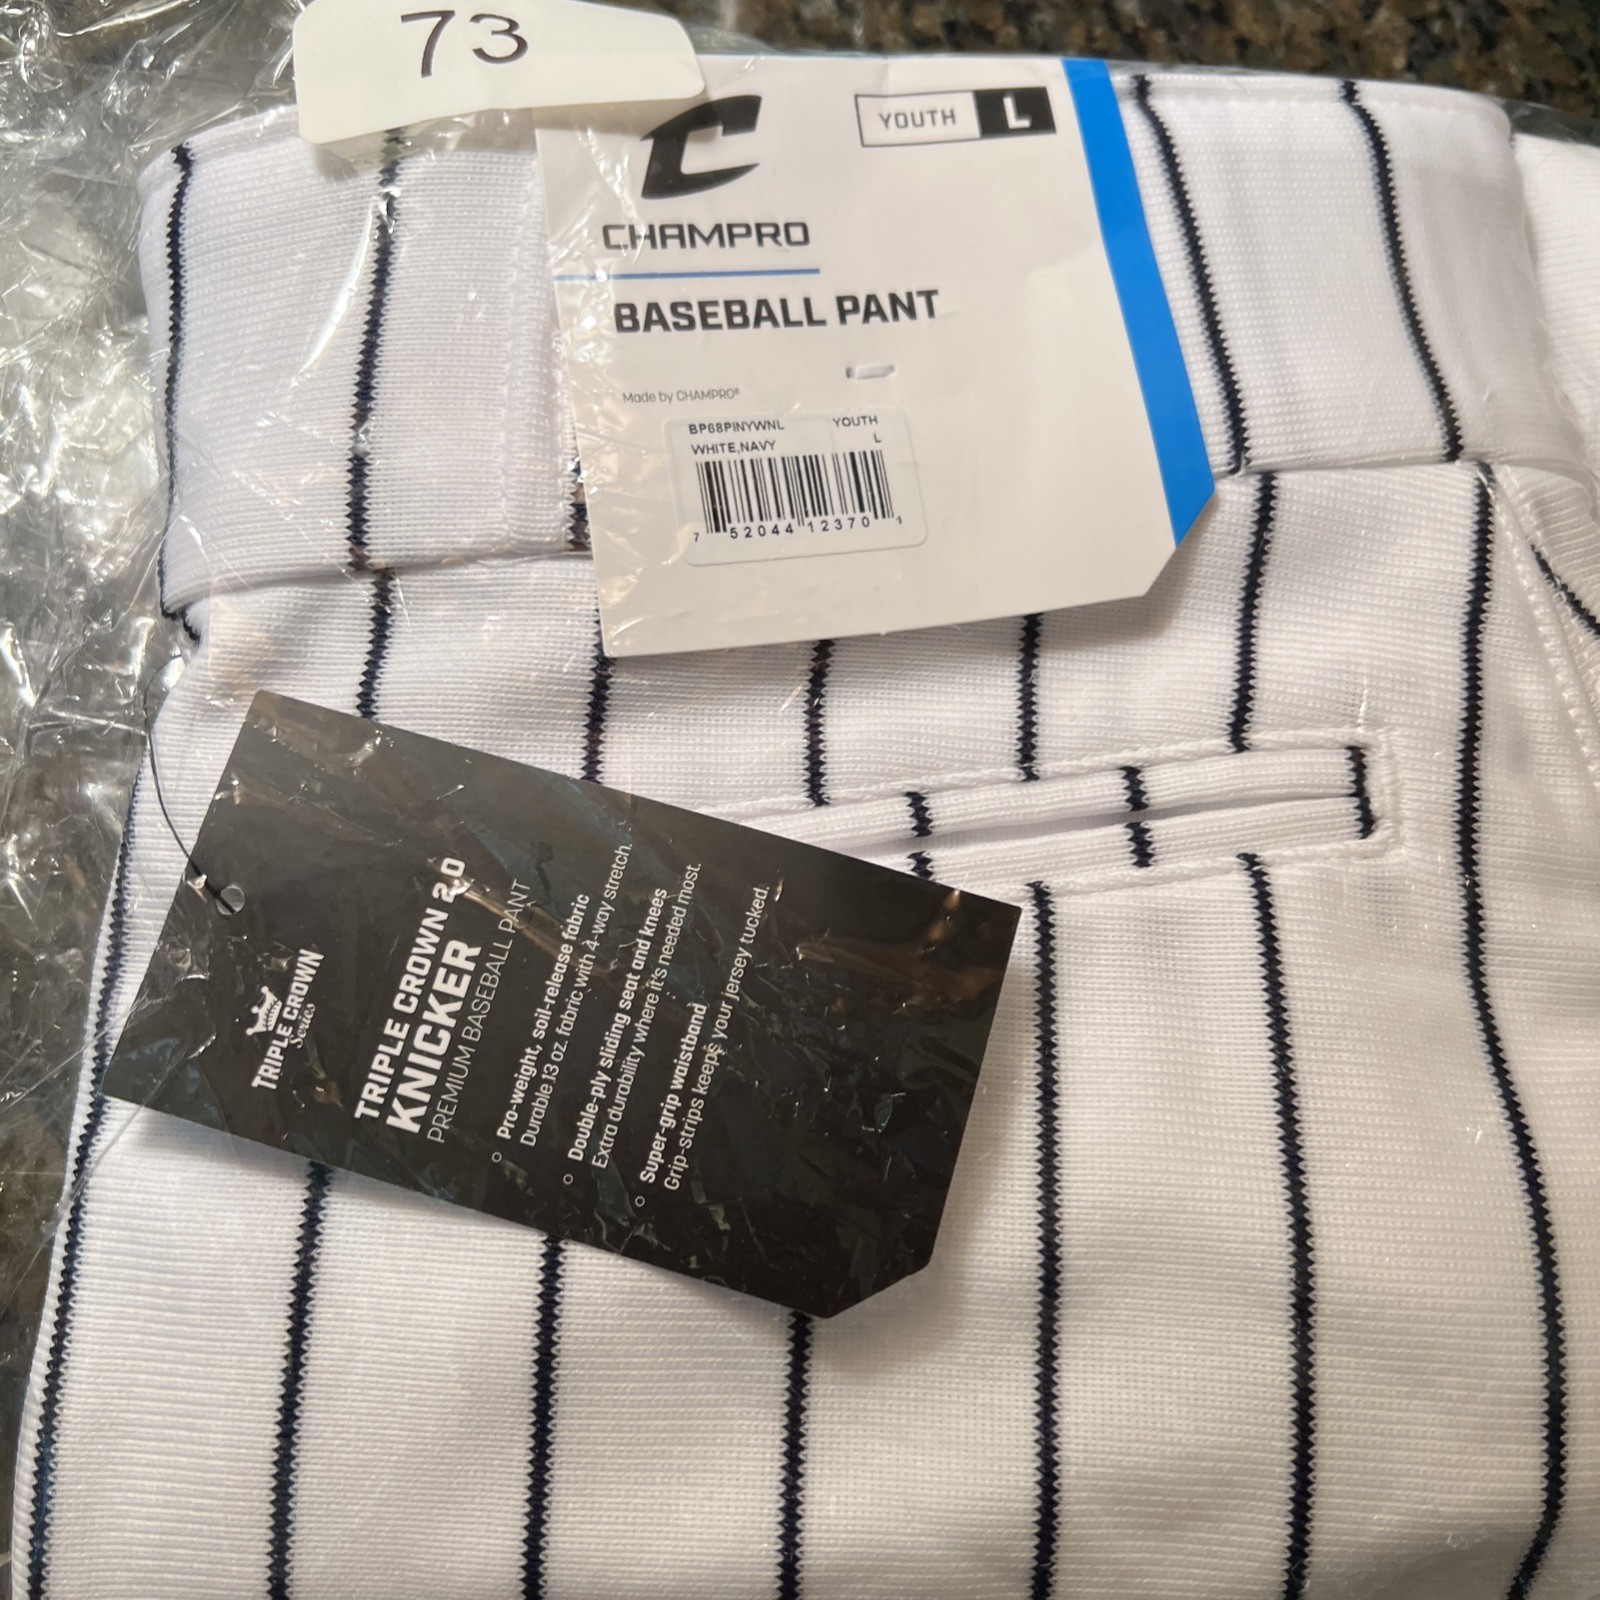 73
YOUTH L
CHAMPRO
BASEBALL PANT
Made by CHAMPRO®
BP68PINYWNL YOUTH
WHITE,NAVY L
7 52044 12370 1
TRIPLE CROWN
Series
TRIPLE CROWN 2.0
KNICKER
PREMIUM BASEBALL PANT
Pro-weight, soil-release fabric
Durable 13 oz. fabric with 4-way stretch.
Double-ply sliding seat and knees
Extra durability where it's needed most.
Super-grip waistband
Grip-strips keeps your jersey tucked.